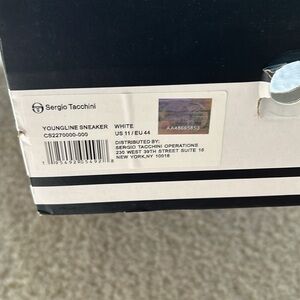 Sergio Tacchini
YOUNGLINE SNEAKER WHITE
CS2270000-000 US 11 / EU 44
AA48665853
DISTRIBUTED BY:
SERGIO TACCHINI OPERATIONS
230 WEST 39TH STREET SUITE 16
NEW YORK,NY 10018